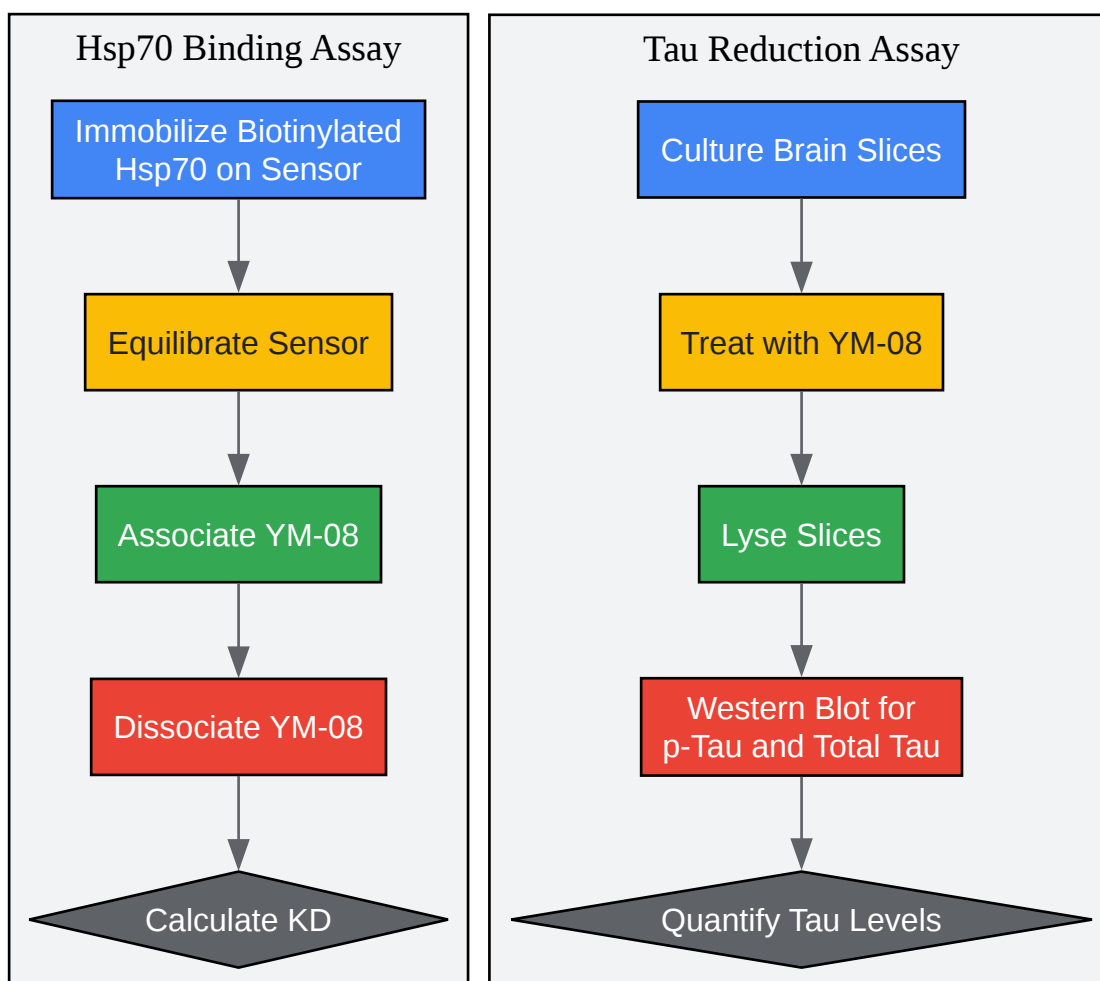 Hsp70 Binding Assay
Immobilize Biotinylated
Hsp70 on Sensor
Equilibrate Sensor
Associate YM-08
Dissociate YM-08
Calculate KD
Tau Reduction Assay
Culture Brain Slices
Treat with YM-08
Lyse Slices
Western Blot for
p-Tau and Total Tau
Quantify Tau Levels